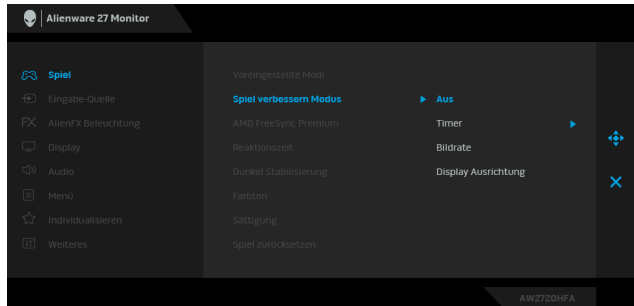 Alienware 27 Monitor
Spiel
Eingabe-Quelle
AlienFX Beleuchtung
Display
Audio
Menü
Individualisieren
Weiteres
Voreingestellte Modi
Spiel verbessern Modus
AMD FreeSync Premium
Reaktionszeit
Dunkel Stabilisierung
Farbton
Sättigung
Spiel zurücksetzen
Aus
Timer
Bildrate
Display Ausrichtung
AW2720HFA